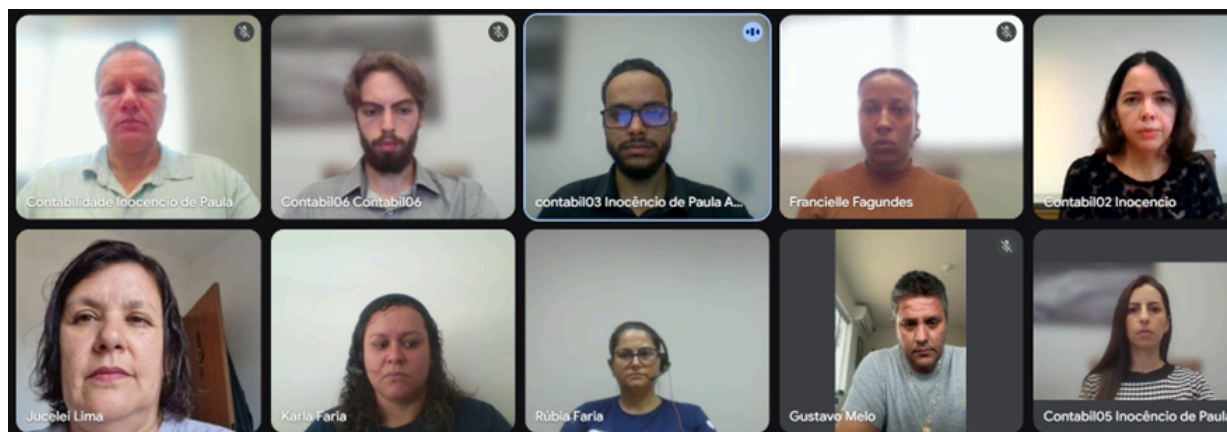 Contabilidade Inocencio de Paula
Contabil06 Contabil06
contabil03 Inocêncio de Paula A...
Francielle Fagundes
Contabil02 Inocencio
Jucelei Lima
Karla Faria
Rúbia Faria
Gustavo Melo
Contabil05 Inocêncio de Paula